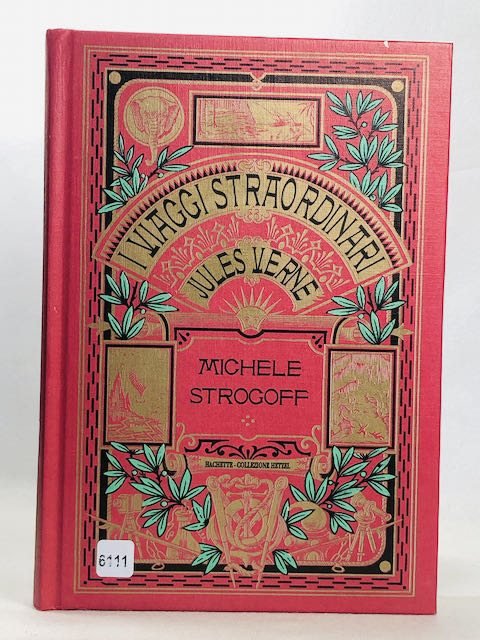 I VIAGGI STRAORDINARI
JULES VERNE
MICHELE
STROGOFF
HACHETTE - COLLEZIONE HETZEL
6111